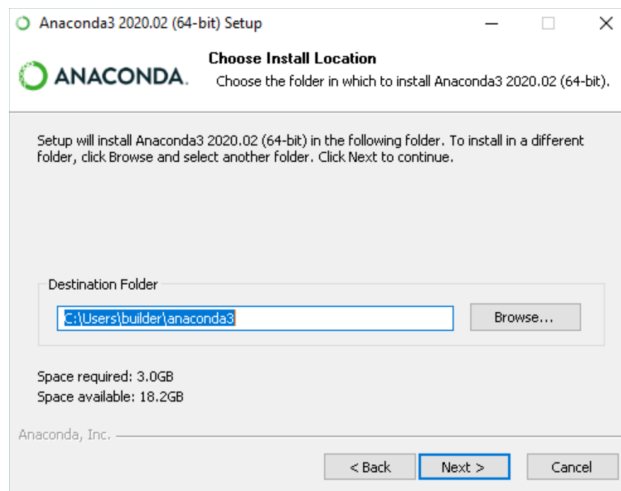 Anaconda3 2020.02 (64-bit) Setup
ANACONDA.
Choose Install Location
Choose the folder in which to install Anaconda3 2020.02 (64-bit).
Setup will install Anaconda3 2020.02 (64-bit) in the following folder. To install in a different
folder, click Browse and select another folder. Click Next to continue.
Destination Folder
C:\Users\builder\anaconda3
Browse...
Space required: 3.0GB
Space available: 18.2GB
Anaconda, Inc.
< Back
Next >
Cancel